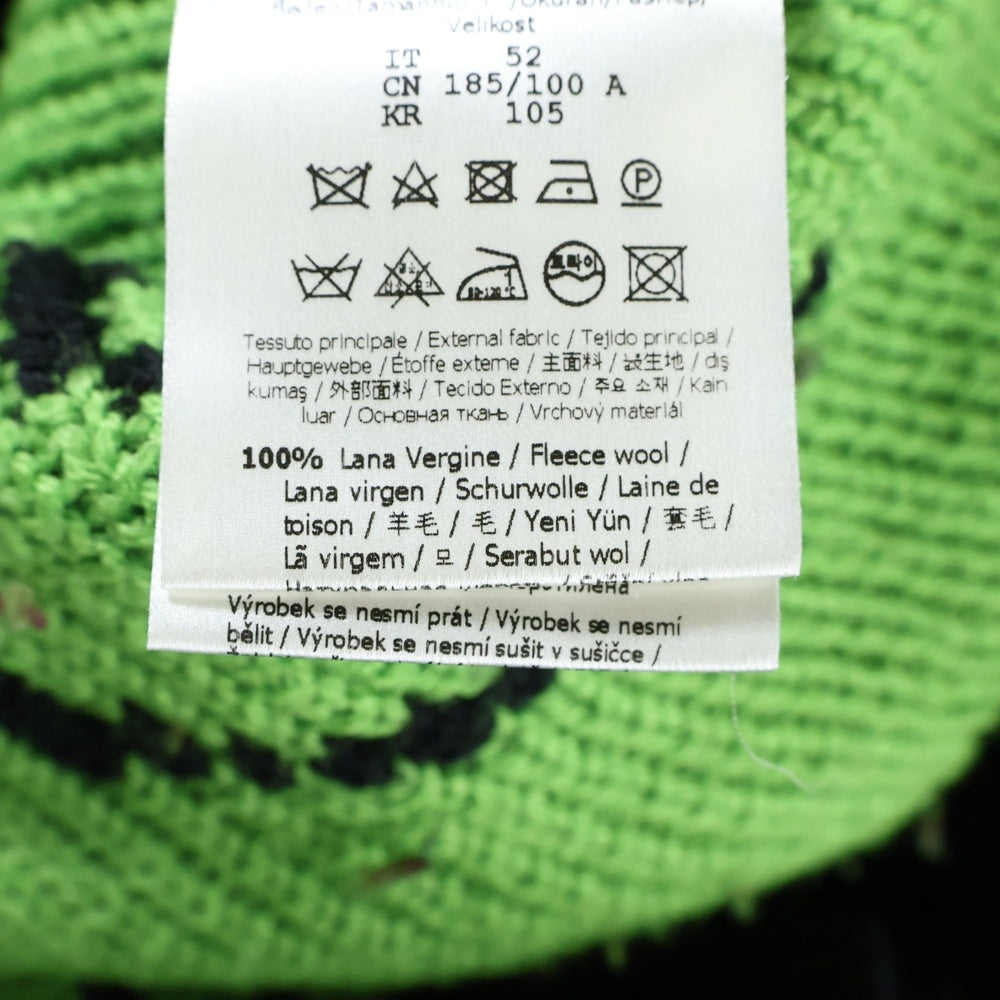 Velikost
IT 52
CN 185/100 A
KR 105
P
드라이
Tessuto principale / External fabric / Tejido principal /
Hauptgewebe / Étoffe externe / 主面料 / 表生地 / dış
kumaş / 外部面料 / Tecido Externo / 주요 소재 / Kain
luar / Основная ткань / Vrchový materiál
100% Lana Vergine / Fleece wool /
Lana virgen / Schurwolle / Laine de
toison / 羊毛 / 毛 / Yeni Yün / 羊毛 /
Lã virgem / 모 / Serabut wol /
Výrobek se nesmí prát / Výrobek se nesmí
bělit / Výrobek se nesmí sušit v sušičce /